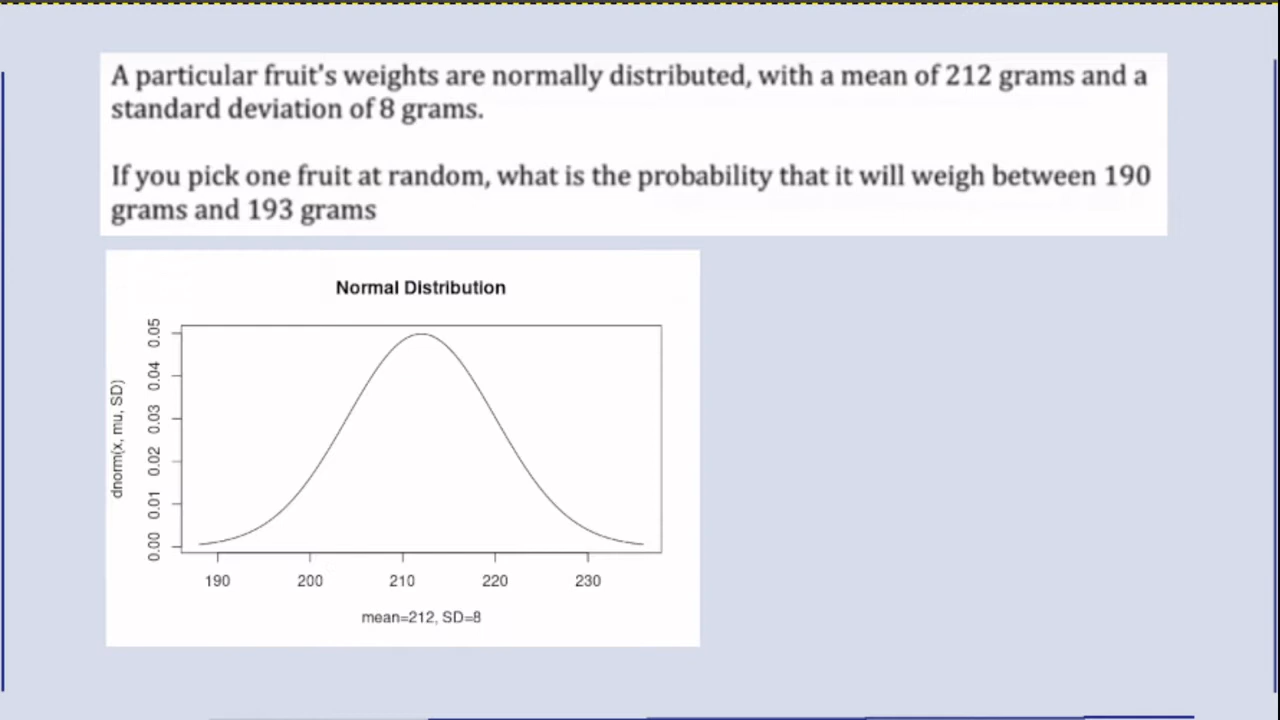 A particular fruit's weights are normally distributed, with a mean of 212 grams and a
standard deviation of 8 grams.
If you pick one fruit at random, what is the probability that it will weigh between 190
grams and 193 grams
Normal Distribution
dnorm(x, mu, SD)
0.05
0.04
0.03
0.02
0.01
0.00
190 200 210 220 230
mean=212, SD=8